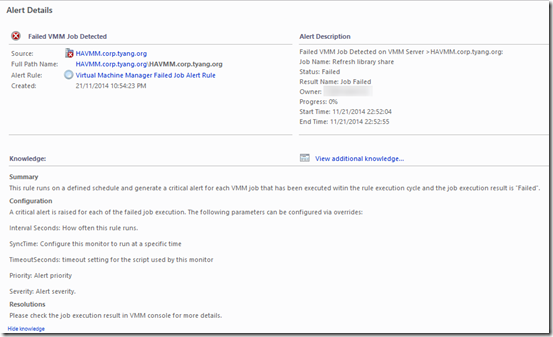 Alert Details
Failed VMM Job Detected
Source: HAVMM.corp.tyang.org
Full Path Name: HAVMM.corp.tyang.org\HAVMM.corp.tyang.org
Alert Rule: Virtual Machine Manager Failed Job Alert Rule
Created: 21/11/2014 10:54:23 PM
Alert Description
Failed VMM Job Detected on VMM Server >HAVMM.corp.tyang.org:
Job Name: Refresh library share
Status: Failed
Result Name: Job Failed
Owner:
Progress: 0%
Start Time: 11/21/2014 22:52:04
End Time: 11/21/2014 22:52:55
Knowledge:
View additional knowledge...
Summary
This rule runs on a defined schedule and generate a critical alert for each VMM job that has been executed witin the rule execution cycle and the job execution result is "Failed".
Configuration
A critical alert is raised for each of the failed job execution. The following parameters can be configured via overrides:
Interval Seconds: How often this rule runs.
SyncTime: Configure this monitor to run at a specific time
TimeoutSeconds: timeout setting for the script used by this monitor
Priority: Alert priority
Severity: Alert severity.
Resolutions
Please check the job execution result in VMM console for more details.
Hide knowledge